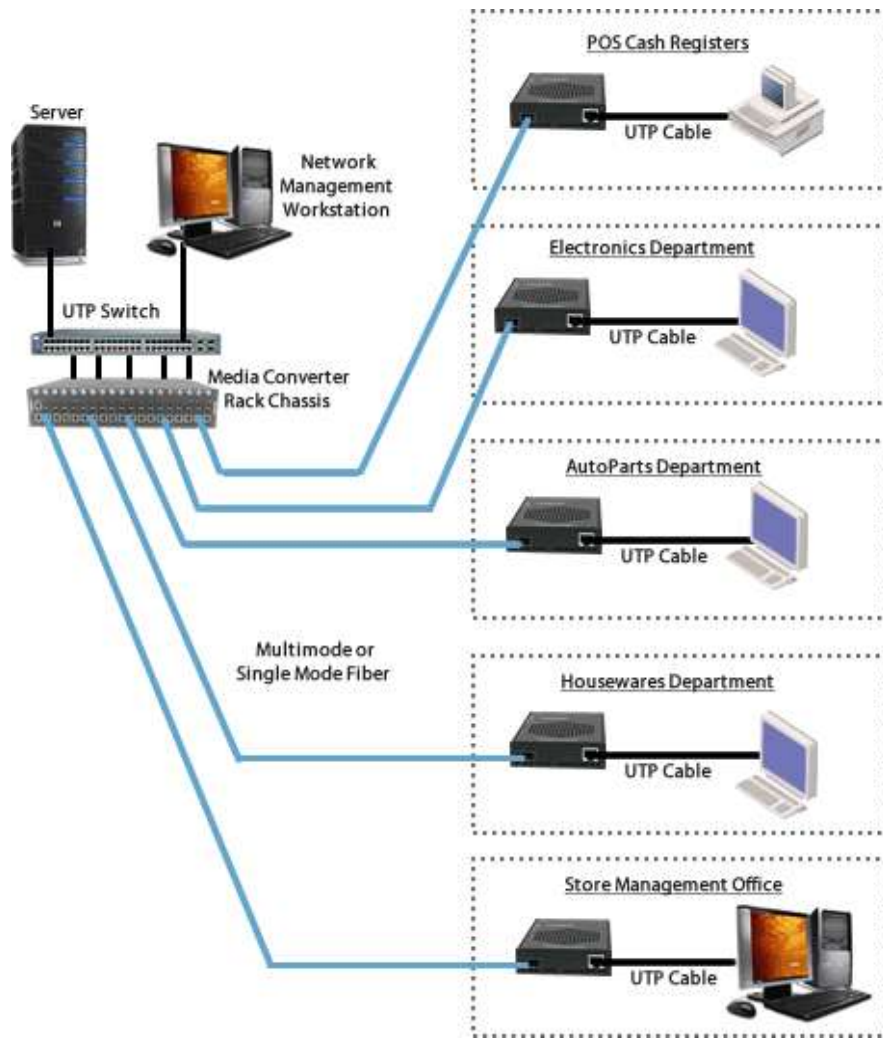 POS Cash Registers
UTP Cable
Server
Network
Management
Workstation
Electronics Department
UTP Cable
UTP Switch
Media Converter
Rack Chassis
AutoParts Department
UTP Cable
Multimode or
Single Mode Fiber
Housewares Department
UTP Cable
Store Management Office
UTP Cable